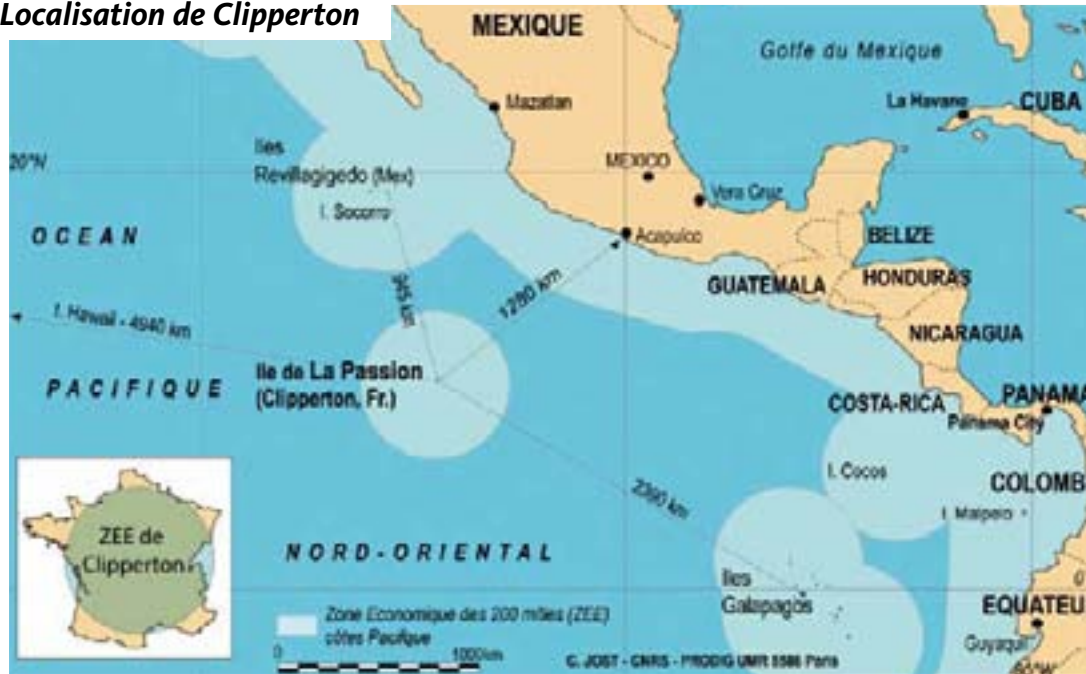 Localisation de Clipperton
MEXIQUE
Golfe du Mexique
Mazatlan
La Havane
CUBA
Iles
20°N
Revillagigedo (Mex)
MEXICO
Vera Cruz
I. Socorro
OCEAN
Acapulco
BELIZE
GUATEMALA
HONDURAS
945 km
1280 km
I. Hawaii - 4940 km
NICARAGUA
Ile de La Passion
(Clipperton, Fr.)
PACIFIQUE
COSTA-RICA
PANAMA
Panama City
I. Cocos
COLOMB
I. Malpelo
ZEE de
Clipperton
NORD-ORIENTAL
Iles
Galapagos
0
EQUATEU
Guyaquil
Zone Economique des 200 milles (ZEE)
côtes Pacifique
0
1000km
C. JOST - CNRS - PRODIG UMR 8586 Paris